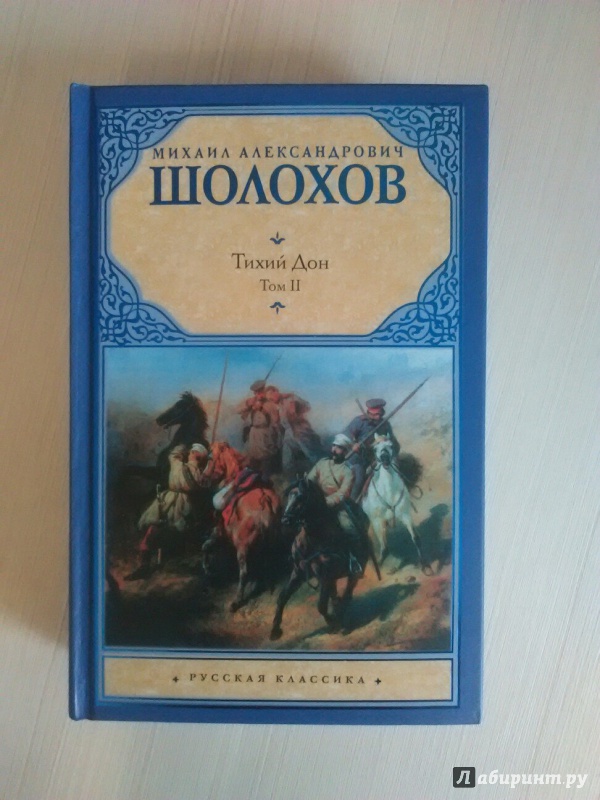 МИХАИЛ АЛЕКСАНДРОВИЧ
ШОЛОХОВ
Тихий Дон
Том II
РУССКАЯ КЛАССИКА
Лабиринт.ру